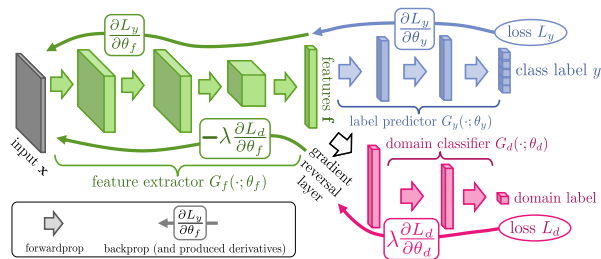 ∂L_y/∂θ_f
∂L_y/∂θ_y
loss L_y
features f
class label y
label predictor G_y(·; θ_y)
input x
−λ ∂L_d/∂θ_f
feature extractor G_f(·; θ_f)
gradient
reversal
layer
domain classifier G_d(·; θ_d)
domain label
λ ∂L_d/∂θ_d
loss L_d
∂L_y/∂θ_f
forwardprop
backprop (and produced derivatives)